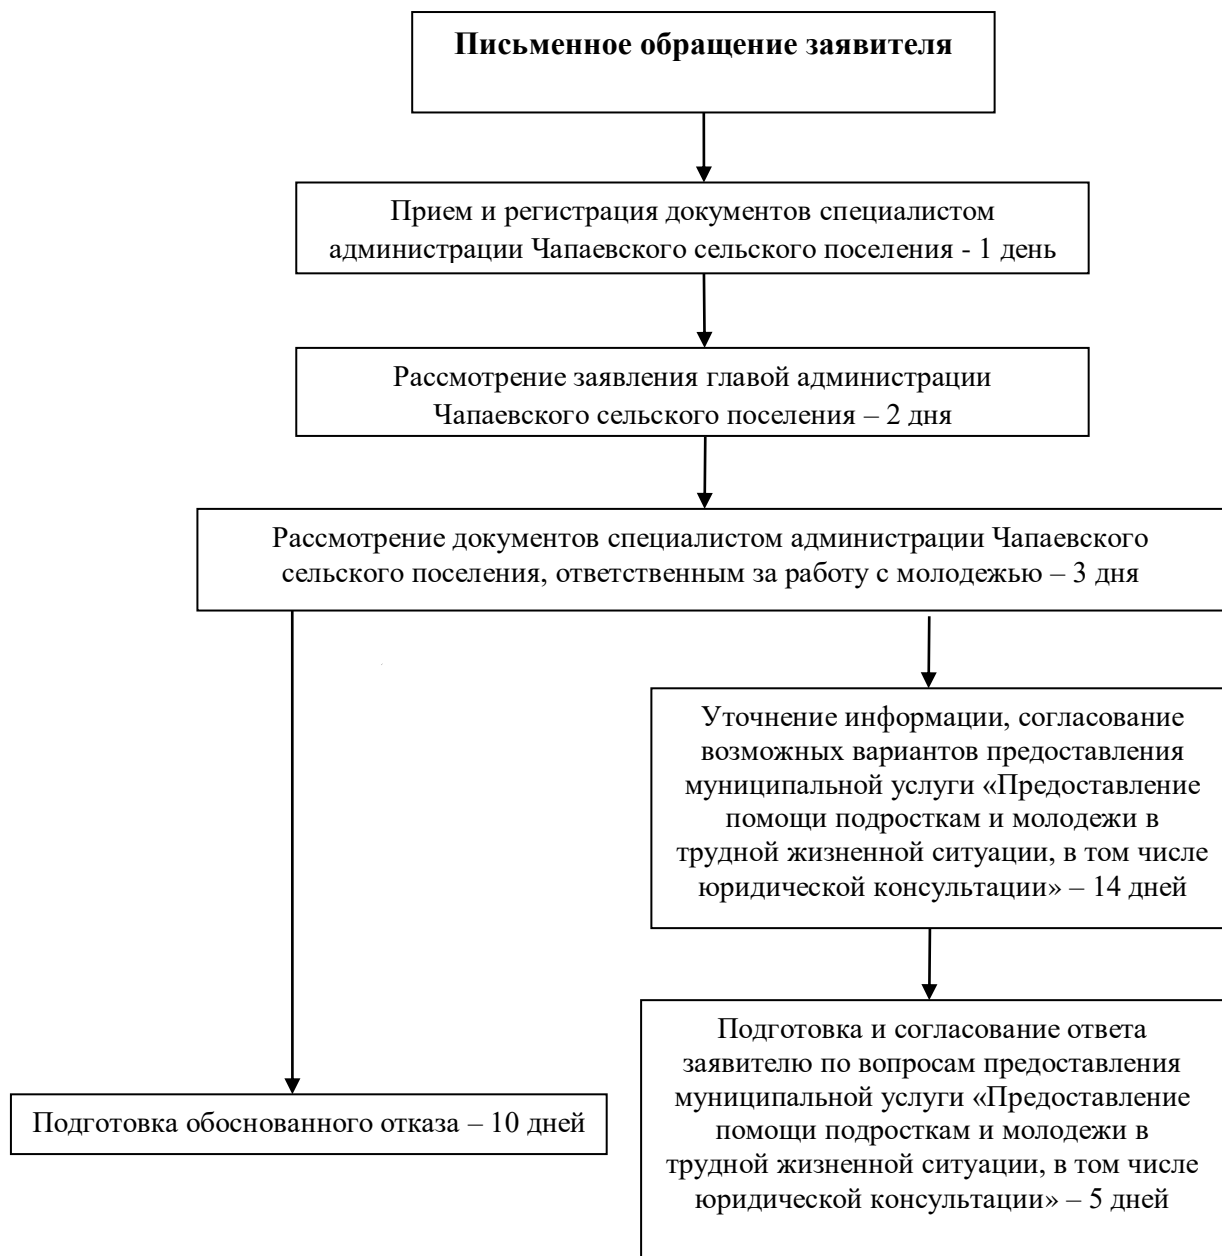 Письменное обращение заявителя
Прием и регистрация документов специалистом
администрации Чапаевского сельского поселения - 1 день
Рассмотрение заявления главой администрации
Чапаевского сельского поселения – 2 дня
Рассмотрение документов специалистом администрации Чапаевского
сельского поселения, ответственным за работу с молодежью – 3 дня
Уточнение информации, согласование
возможных вариантов предоставления
муниципальной услуги «Предоставление
помощи подросткам и молодежи в
трудной жизненной ситуации, в том числе
юридической консультации» – 14 дней
Подготовка обоснованного отказа – 10 дней
Подготовка и согласование ответа
заявителю по вопросам предоставления
муниципальной услуги «Предоставление
помощи подросткам и молодежи в
трудной жизненной ситуации, в том числе
юридической консультации» – 5 дней